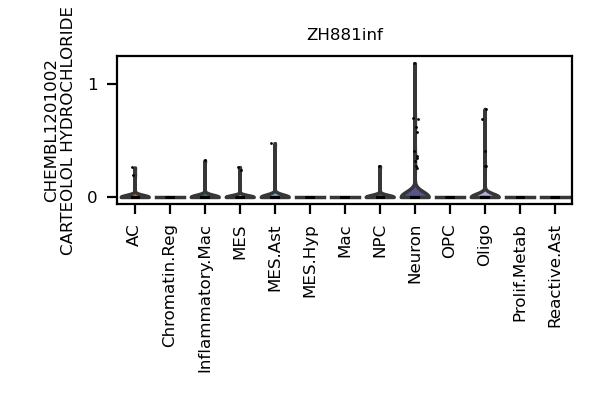 ZH881inf
CHEMBL1201002
CARTEOLOL HYDROCHLORIDE
1
0
AC
Chromatin.Reg
Inflammatory.Mac
MES
MES.Ast
MES.Hyp
Mac
NPC
Neuron
OPC
Oligo
Prolif.Metab
Reactive.Ast